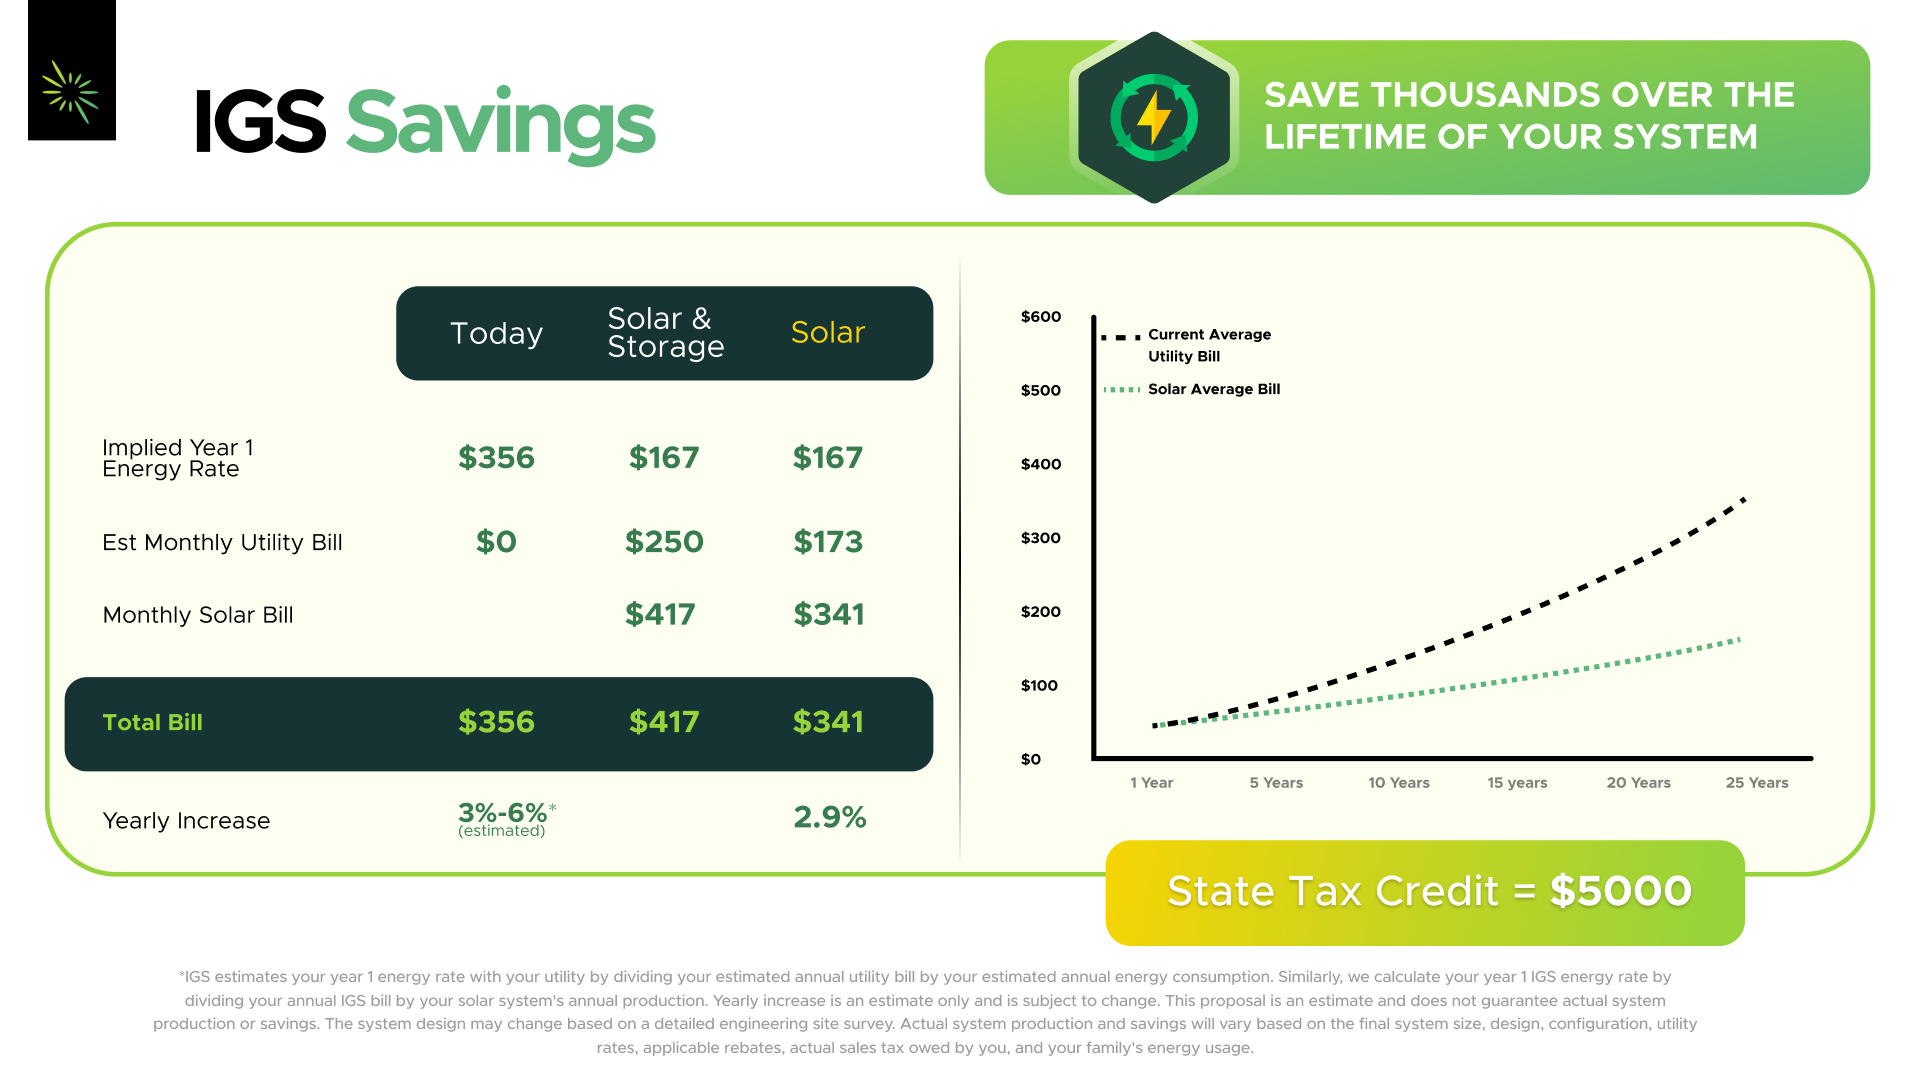 IGS Savings
SAVE THOUSANDS OVER THE
LIFETIME OF YOUR SYSTEM
Today
Solar &
Storage
Solar
Implied Year 1
Energy Rate
$356
$167
$167
Est Monthly Utility Bill
$0
$250
$173
Monthly Solar Bill
$417
$341
Total Bill
$356
$417
$341
Yearly Increase
3%-6%*
(estimated)
2.9%
$600
$500
$400
$300
$200
$100
$0
Current Average
Utility Bill
Solar Average Bill
1 Year
5 Years
10 Years
15 years
20 Years
25 Years
State Tax Credit = $5000
*IGS estimates your year 1 energy rate with your utility by dividing your estimated annual utility bill by your estimated annual energy consumption. Similarly, we calculate your year 1 IGS energy rate by
dividing your annual IGS bill by your solar system's annual production. Yearly increase is an estimate only and is subject to change. This proposal is an estimate and does not guarantee actual system
production or savings. The system design may change based on a detailed engineering site survey. Actual system production and savings will vary based on the final system size, design, configuration, utility
rates, applicable rebates, actual sales tax owed by you, and your family's energy usage.